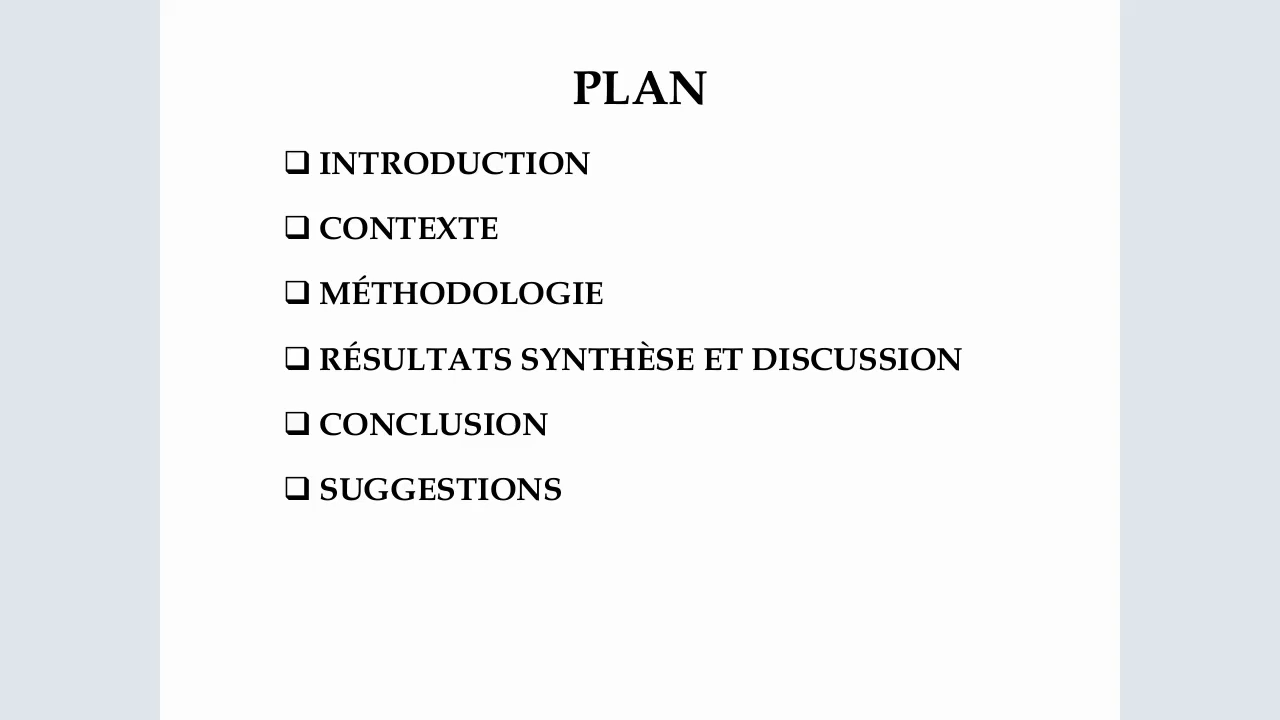 PLAN
❑ INTRODUCTION
❑ CONTEXTE
❑ MÉTHODOLOGIE
❑ RÉSULTATS SYNTHÈSE ET DISCUSSION
❑ CONCLUSION
❑ SUGGESTIONS